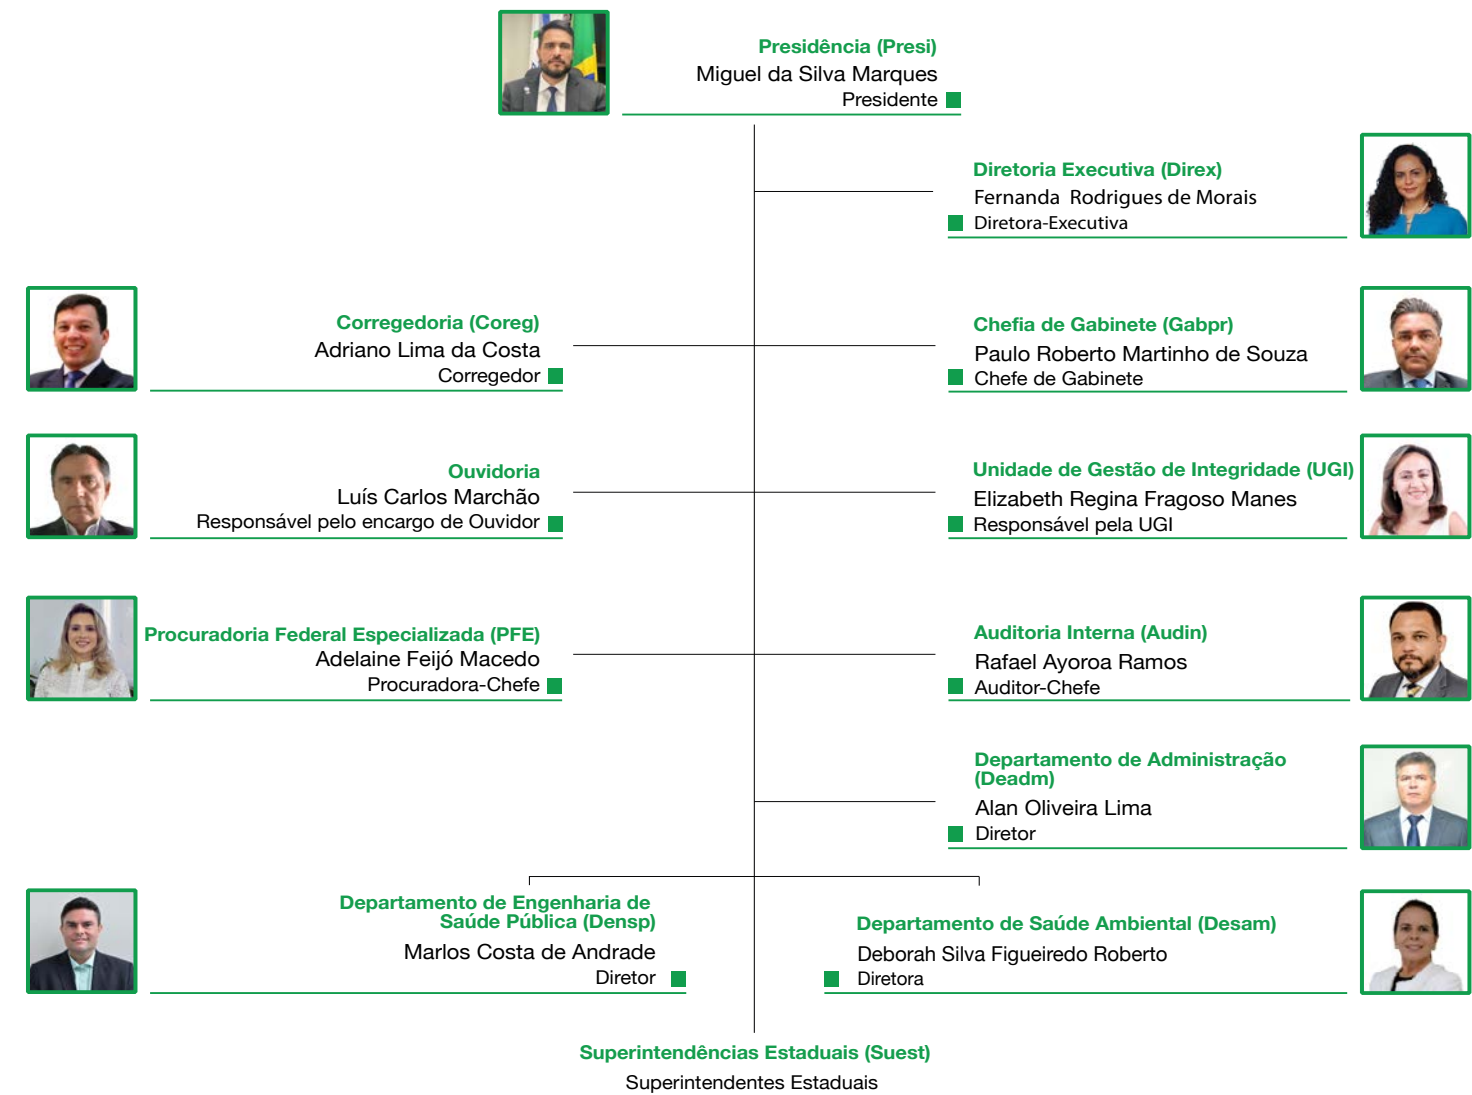 Presidência (Presi)
Miguel da Silva Marques
Presidente
Diretoria Executiva (Direx)
Fernanda Rodrigues de Morais
Diretora-Executiva
Corregedoria (Coreg)
Adriano Lima da Costa
Corregedor
Chefia de Gabinete (Gabpr)
Paulo Roberto Martinho de Souza
Chefe de Gabinete
Ouvidoria
Luís Carlos Marchão
Responsável pelo encargo de Ouvidor
Unidade de Gestão de Integridade (UGI)
Elizabeth Regina Fragoso Manes
Responsável pela UGI
Procuradoria Federal Especializada (PFE)
Adelaine Feijó Macedo
Procuradora-Chefe
Auditoria Interna (Audin)
Rafael Ayoroa Ramos
Auditor-Chefe
Departamento de Administração
(Deadm)
Alan Oliveira Lima
Diretor
Departamento de Engenharia de
Saúde Pública (Densp)
Marlos Costa de Andrade
Diretor
Departamento de Saúde Ambiental (Desam)
Deborah Silva Figueiredo Roberto
Diretora
Superintendências Estaduais (Suest)
Superintendentes Estaduais